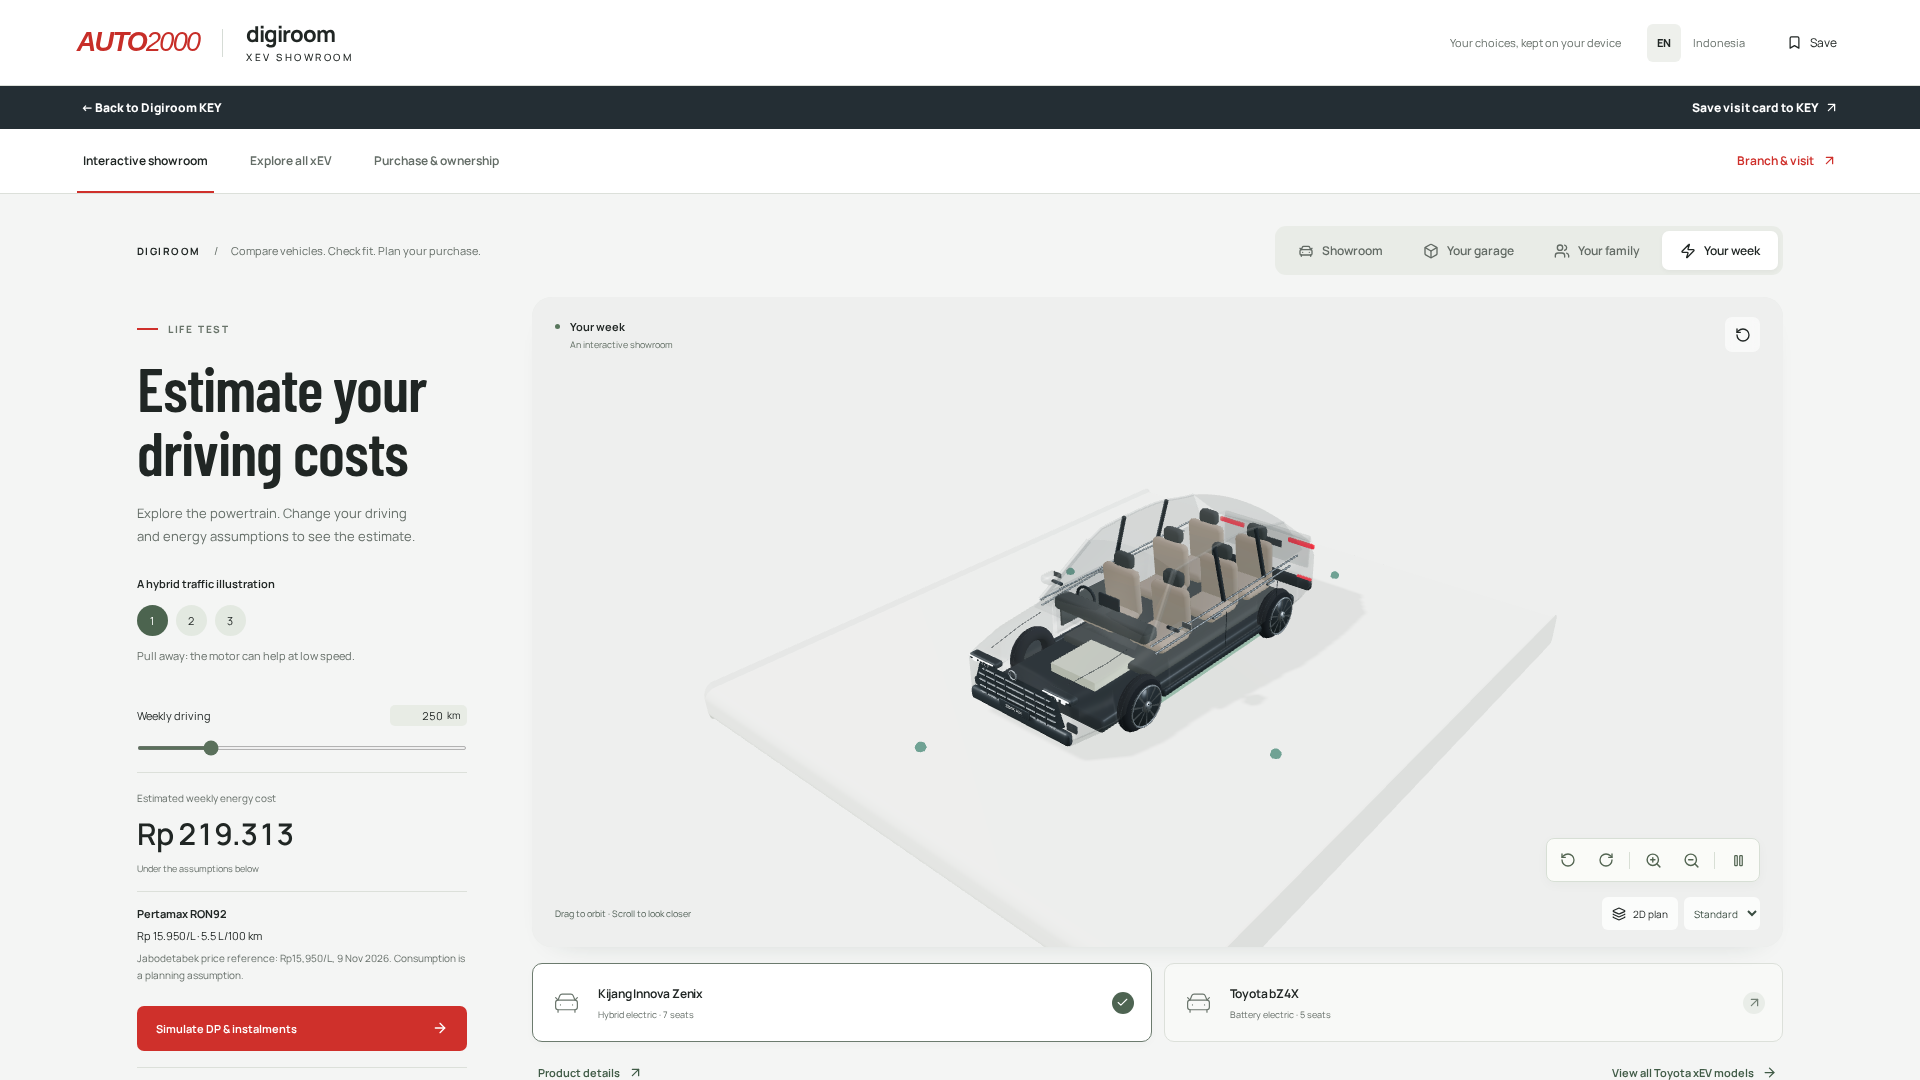 AUTO2000
digiroom
XEV SHOWROOM
Your choices, kept on your device
EN
Indonesia
Save
← Back to Digiroom KEY
Save visit card to KEY
Interactive showroom
Explore all xEV
Purchase & ownership
Branch & visit
DIGIROOM / Compare vehicles. Check fit. Plan your purchase.
Showroom
Your garage
Your family
Your week
LIFE TEST
Estimate your
driving costs
Explore the powertrain. Change your driving
and energy assumptions to see the estimate.
A hybrid traffic illustration
1
2
3
Pull away: the motor can help at low speed.
Weekly driving
250 km
Estimated weekly energy cost
Rp 219.313
Under the assumptions below
Pertamax RON92
Rp 15.950/L · 5.5 L/100 km
Jabodetabek price reference: Rp15,950/L, 9 Nov 2026. Consumption is
a planning assumption.
Simulate DP & instalments
Your week
An interactive showroom
Drag to orbit · Scroll to look closer
2D plan
Standard
Kijang Innova Zenix
Hybrid electric · 7 seats
Toyota bZ4X
Battery electric · 5 seats
Product details
View all Toyota xEV models